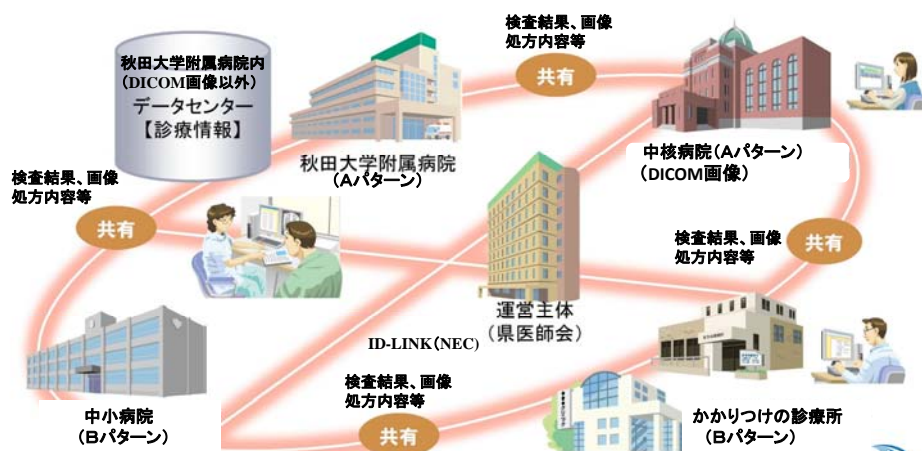 秋田大学附属病院内
（DICOM画像以外）
データセンター
【診療情報】
秋田大学附属病院
（Aパターン）
検査結果、画像
処方内容等
共有
中核病院（Aパターン）
（DICOM画像）
検査結果、画像
処方内容等
共有
検査結果、画像
処方内容等
共有
運営主体
（県医師会）
ID-LINK（NEC）
中小病院
（Bパターン）
検査結果、画像
処方内容等
共有
かかりつけの診療所
（Bパターン）